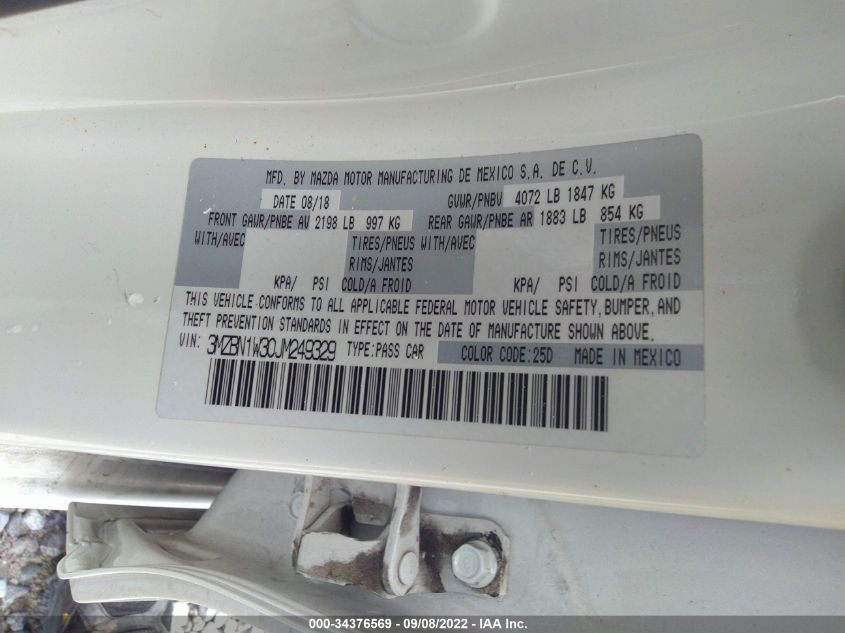 MFD. BY MAZDA MOTOR MANUFACTURING DE MEXICO S.A. DE C.V.
DATE 08/18 GVWR/PNBV 4072 LB 1847 KG
FRONT GAWR/PNBE AV 2198 LB 997 KG REAR GAWR/PNBE AR 1883 LB 854 KG
WITH/AVEC TIRES/PNEUS WITH/AVEC TIRES/PNEUS
RIMS/JANTES RIMS/JANTES
KPA/ PSI COLD/A FROID KPA/ PSI COLD/A FROID
THIS VEHICLE CONFORMS TO ALL APPLICABLE FEDERAL MOTOR VEHICLE SAFETY, BUMPER, AND
THEFT PREVENTION STANDARDS IN EFFECT ON THE DATE OF MANUFACTURE SHOWN ABOVE.
VIN: 3MZBN1W30JM249329 TYPE:PASS CAR COLOR CODE:25D MADE IN MEXICO
000-34376569 - 09/08/2022 - IAA Inc.